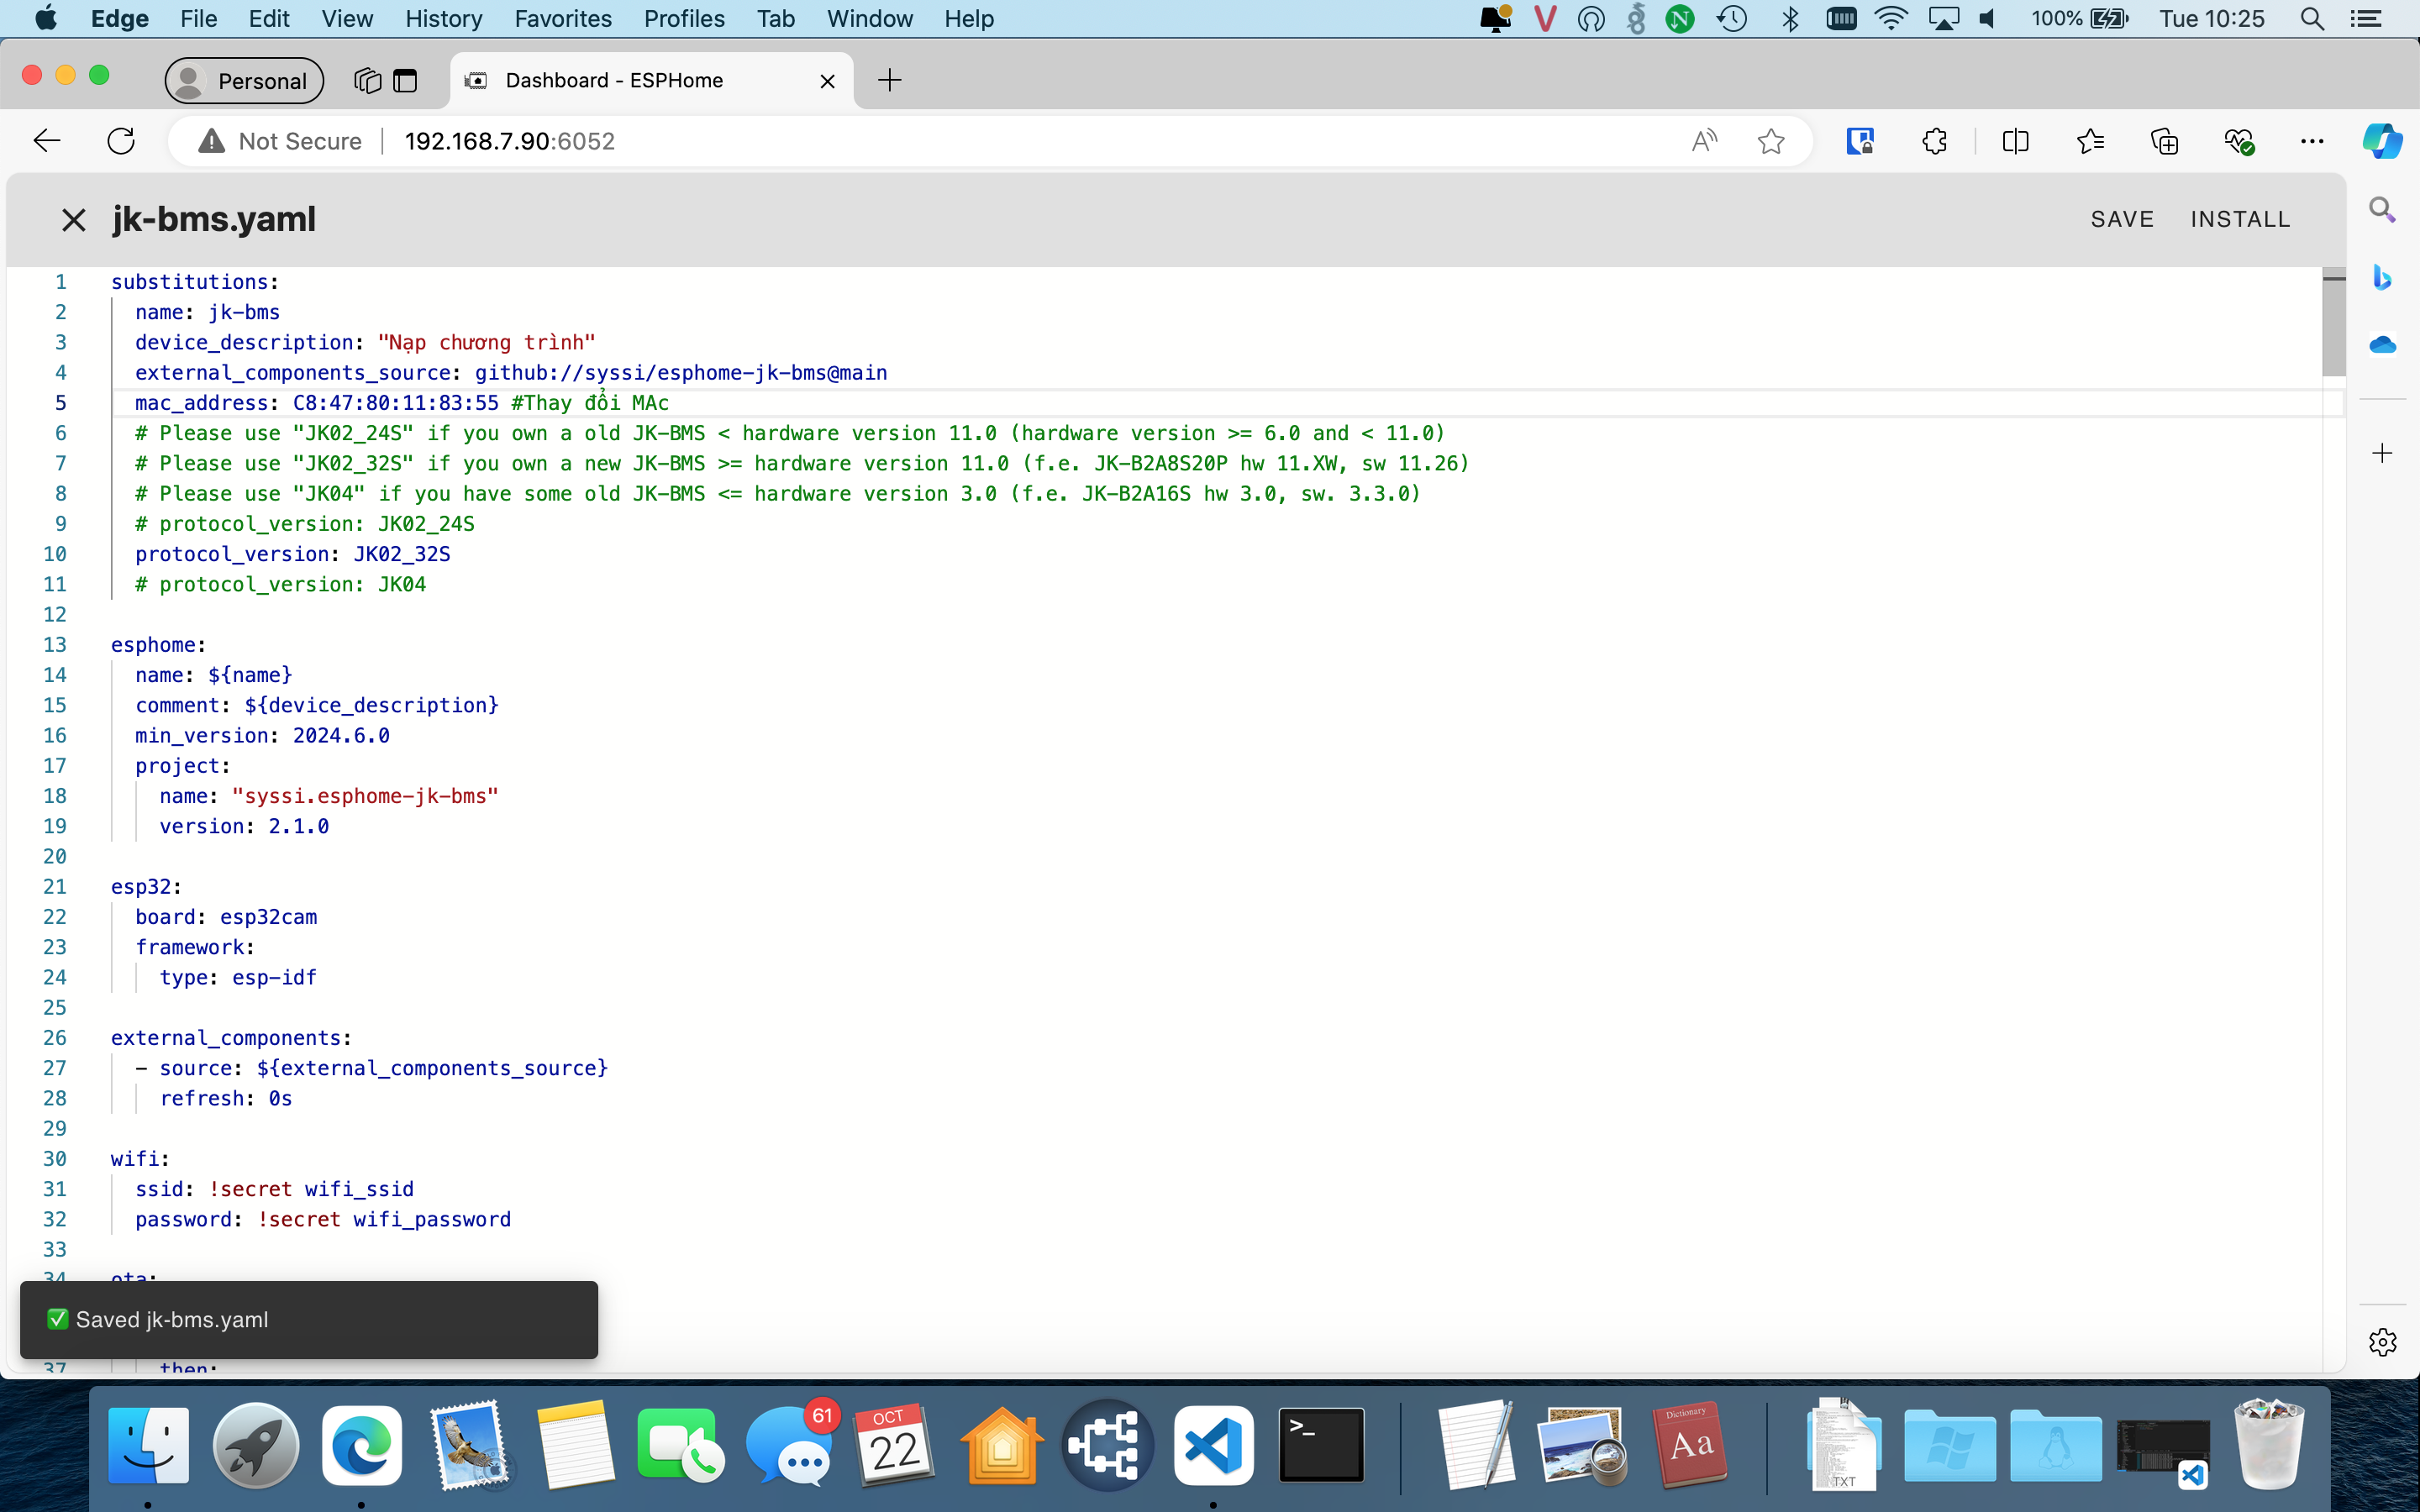 Edge File Edit View History Favorites Profiles Tab Window Help 100% Tue 10:25
Personal Dashboard - ESPHome
Not Secure 192.168.7.90:6052
jk-bms.yaml SAVE INSTALL
1 substitutions:
2 name: jk-bms
3 device_description: "Nạp chương trình"
4 external_components_source: github://syssi/esphome-jk-bms@main
5 mac_address: C8:47:80:11:83:55 #Thay đổi MAc
6 # Please use "JK02_24S" if you own a old JK-BMS < hardware version 11.0 (hardware version >= 6.0 and < 11.0)
7 # Please use "JK02_32S" if you own a new JK-BMS >= hardware version 11.0 (f.e. JK-B2A8S20P hw 11.XW, sw 11.26)
8 # Please use "JK04" if you have some old JK-BMS <= hardware version 3.0 (f.e. JK-B2A16S hw 3.0, sw. 3.3.0)
9 # protocol_version: JK02_24S
10 protocol_version: JK02_32S
11 # protocol_version: JK04
12
13 esphome:
14 name: ${name}
15 comment: ${device_description}
16 min_version: 2024.6.0
17 project:
18 name: "syssi.esphome-jk-bms"
19 version: 2.1.0
20
21 esp32:
22 board: esp32cam
23 framework:
24 type: esp-idf
25
26 external_components:
27 - source: ${external_components_source}
28 refresh: 0s
29
30 wifi:
31 ssid: !secret wifi_ssid
32 password: !secret wifi_password
33
34 ota:
✅ Saved jk-bms.yaml
37 then:
61
OCT
22
>_
Dictionary
Aa
TXT